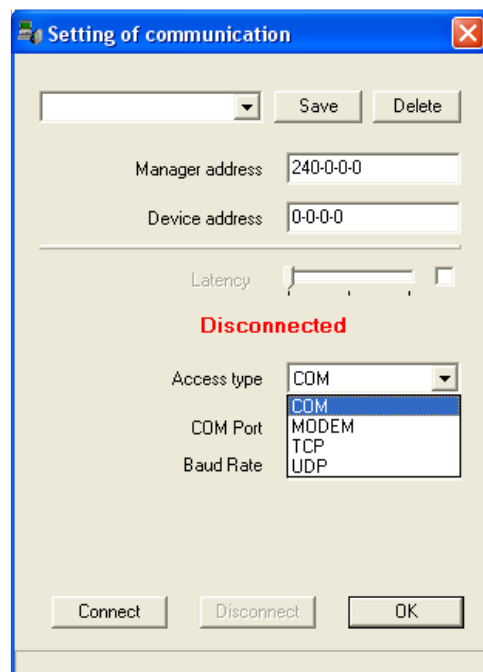 Setting of communication
Save Delete
Manager address 240-0-0-0
Device address 0-0-0-0
Latency
Disconnected
Access type COM
COM
COM Port MODEM
TCP
Baud Rate UDP
Connect Disconnect OK